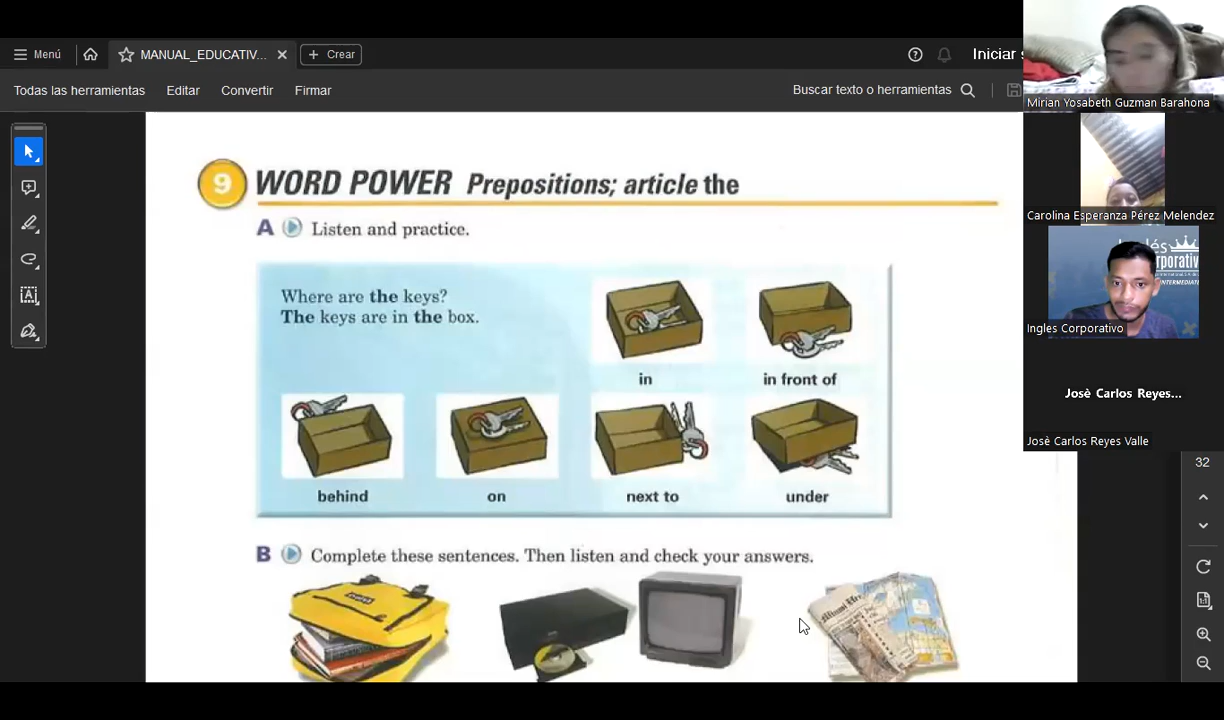 Menú
MANUAL_EDUCATIV...
Crear
Iniciar s
Todas las herramientas
Editar
Convertir
Firmar
Buscar texto o herramientas
9 WORD POWER Prepositions; article the
A Listen and practice.
Where are the keys?
The keys are in the box.
in
in front of
behind
on
next to
under
B Complete these sentences. Then listen and check your answers.
Mirian Yosabeth Guzman Barahona
Carolina Esperanza Pérez Melendez
Ingles Corporativo
Josè Carlos Reyes...
Josè Carlos Reyes Valle
32